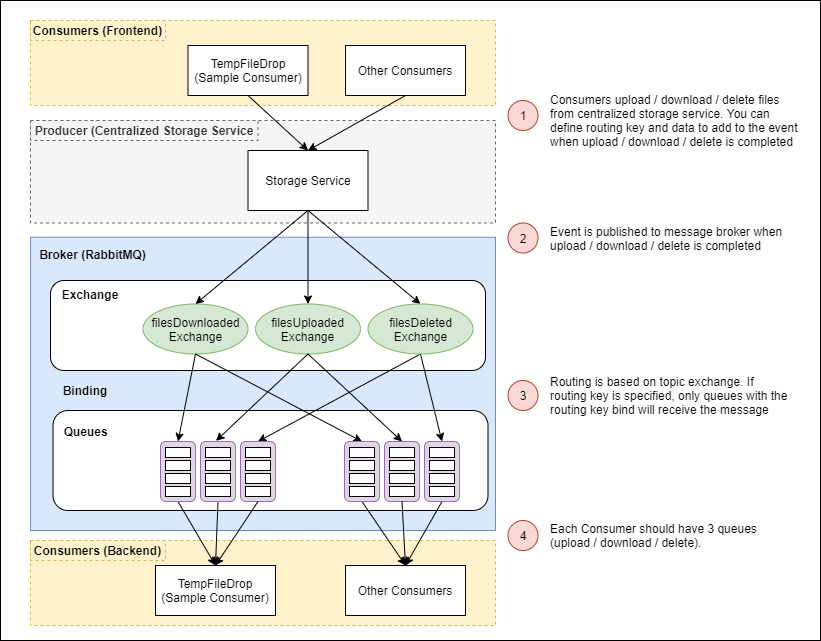 Consumers (Frontend)
TempFileDrop
(Sample Consumer)
Other Consumers
Producer (Centralized Storage Service
Storage Service
1
Consumers upload / download / delete files
from centralized storage service. You can
define routing key and data to add to the event
when upload / download / delete is completed
2
Event is published to message broker when
upload / download / delete is completed
Broker (RabbitMQ)
Exchange
filesDownloaded
Exchange
filesUploaded
Exchange
filesDeleted
Exchange
Binding
3
Routing is based on topic exchange. If
routing key is specified, only queues with the
routing key bind will receive the message
Queues
4
Each Consumer should have 3 queues
(upload / download / delete).
Consumers (Backend)
TempFileDrop
(Sample Consumer)
Other Consumers